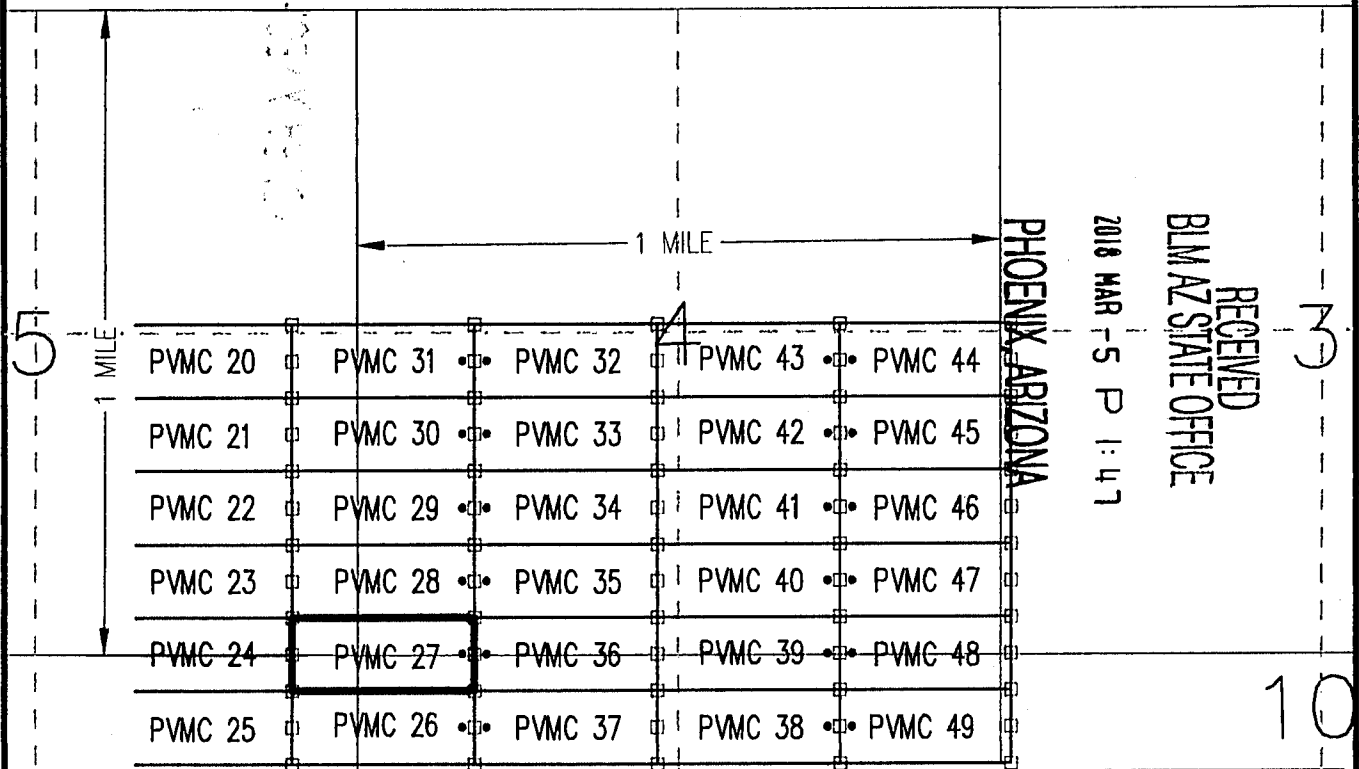 1 MILE
1 MILE
RECEIVED
BLM AZ STATE OFFICE
2018 MAR -5 P 1:47
PHOENIX, ARIZONA
5
4
3
PVMC 20 PVMC 31 PVMC 32 PVMC 43 PVMC 44
PVMC 21 PVMC 30 PVMC 33 PVMC 42 PVMC 45
PVMC 22 PVMC 29 PVMC 34 PVMC 41 PVMC 46
PVMC 23 PVMC 28 PVMC 35 PVMC 40 PVMC 47
PVMC 24 PVMC 27 PVMC 36 PVMC 39 PVMC 48
PVMC 25 PVMC 26 PVMC 37 PVMC 38 PVMC 49
10